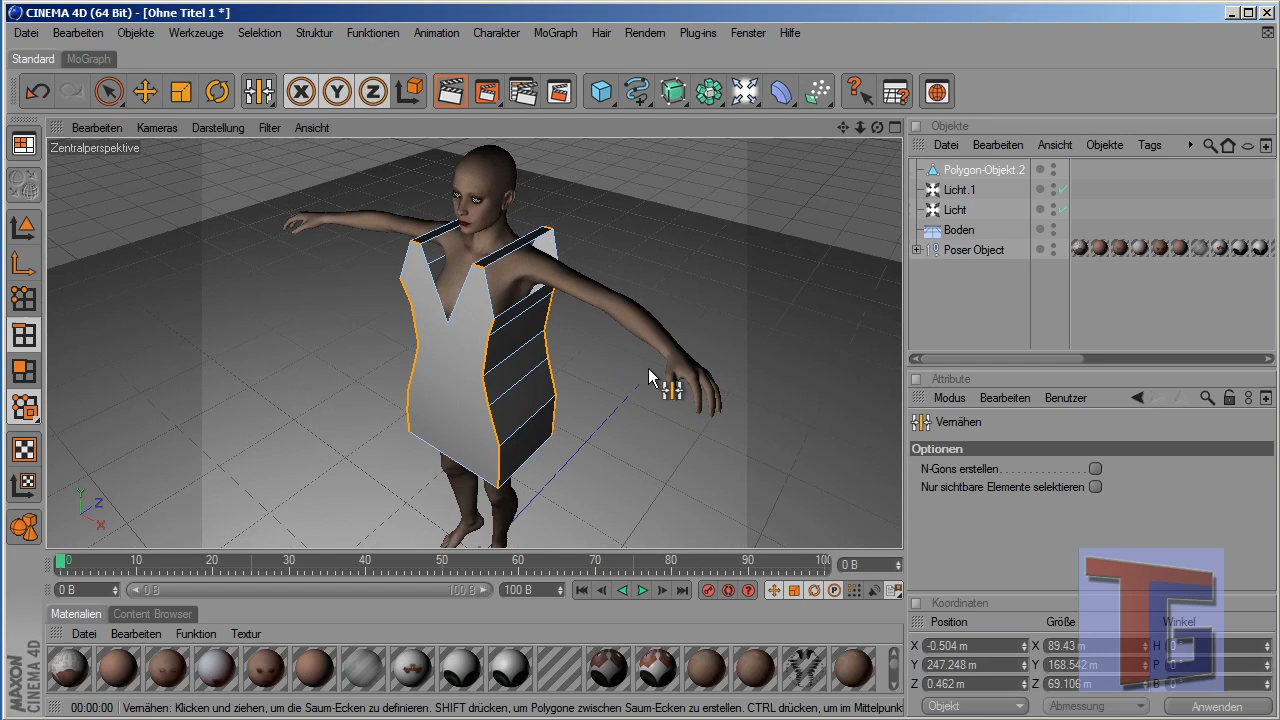 CINEMA 4D (64 Bit) - [Ohne Titel 1 *]
Datei Bearbeiten Objekte Werkzeuge Selektion Struktur Funktionen Animation Charakter MoGraph Hair Rendern Plug-ins Fenster Hilfe
Standard MoGraph
X Y Z
Bearbeiten Kameras Darstellung Filter Ansicht
Zentralperspektive
Objekte
Datei Bearbeiten Ansicht Objekte Tags
Polygon-Objekt.2
Licht.1
Licht
Boden
Poser Object
Attribute
Modus Bearbeiten Benutzer
Vernähen
Optionen
N-Gons erstellen
Nur sichtbare Elemente selektieren
Y Z X
0 10 20 30 40 50 60 70 80 90 100 0 B
0 B 0 B 100 B 100 B
Materialien Content Browser
Datei Bearbeiten Funktion Textur
Koordinaten
Position Größe Winkel
X -0.504 m X 89.43 m H 0°
Y 247.248 m Y 168.542 m P 0°
Z 0.462 m Z 69.106 m B 0°
Objekt Abmessung Anwenden
TG
MAXON CINEMA 4D
00:00:00 Vernähen: Klicken und ziehen, um die Saum-Ecken zu definieren. SHIFT drücken, um Polygone zwischen Saum-Ecken zu erstellen. CTRL drücken, um im Mittelpunk